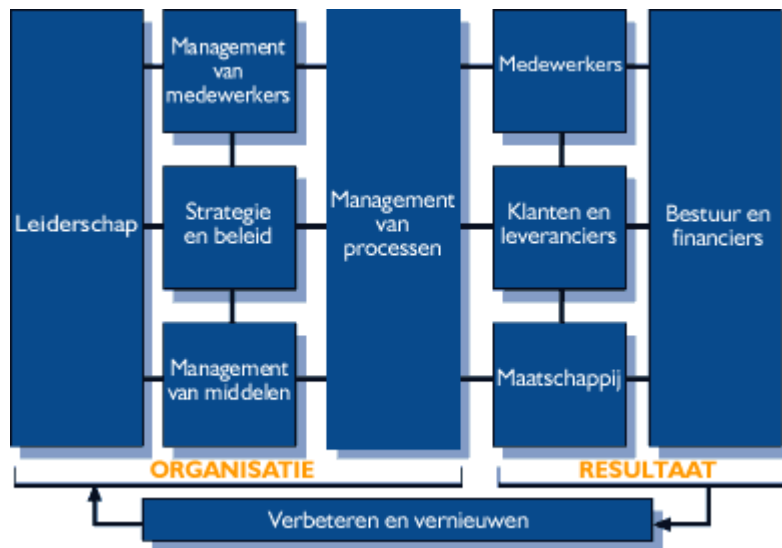 Leiderschap
Management
van
medewerkers
Strategie
en beleid
Management
van middelen
Management
van
processen
Medewerkers
Klanten en
leveranciers
Maatschappij
Bestuur en
financiers
ORGANISATIE
RESULTAAT
Verbeteren en vernieuwen